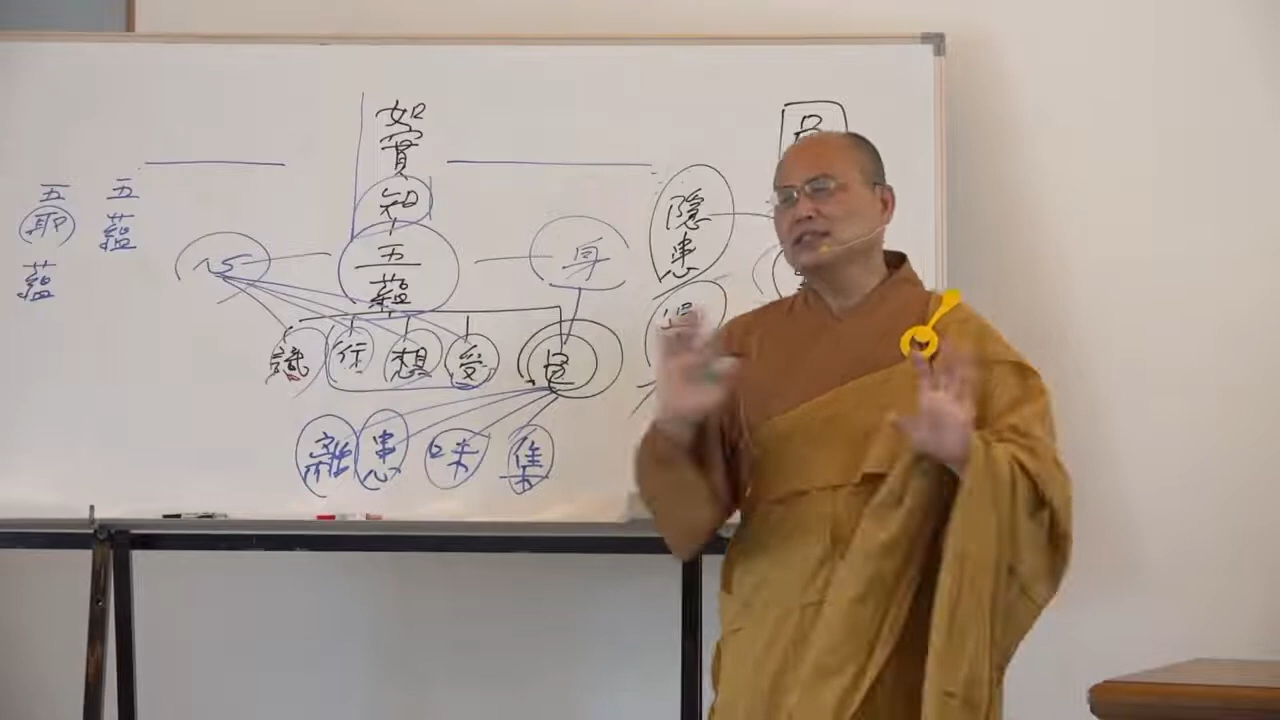 如實知
五蘊
五取蘊
心
五蘊
身
識 行 想 受
離 患 味 集
隱患